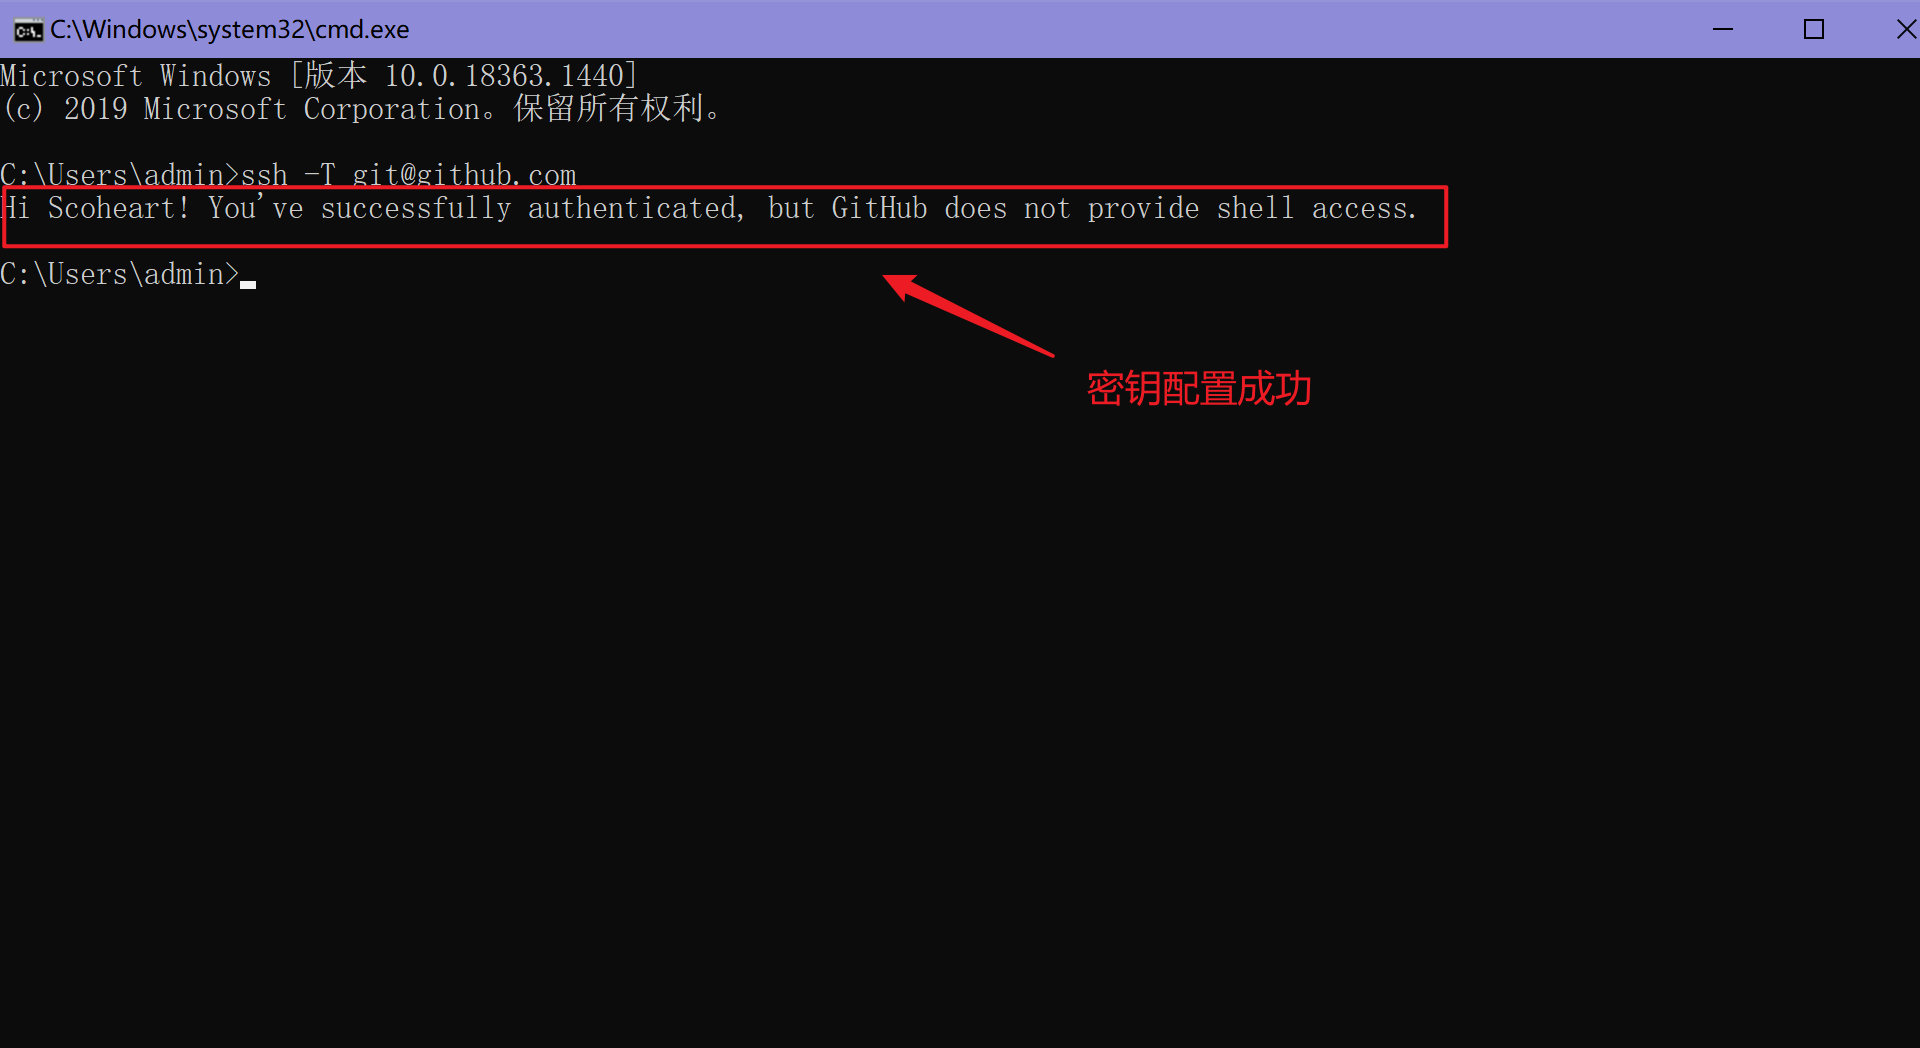 C:\Windows\system32\cmd.exe
Microsoft Windows [版本 10.0.18363.1440]
(c) 2019 Microsoft Corporation。保留所有权利。
C:\Users\admin>ssh -T git@github.com
Hi Scoheart! You've successfully authenticated, but GitHub does not provide shell access.
C:\Users\admin>
密钥配置成功